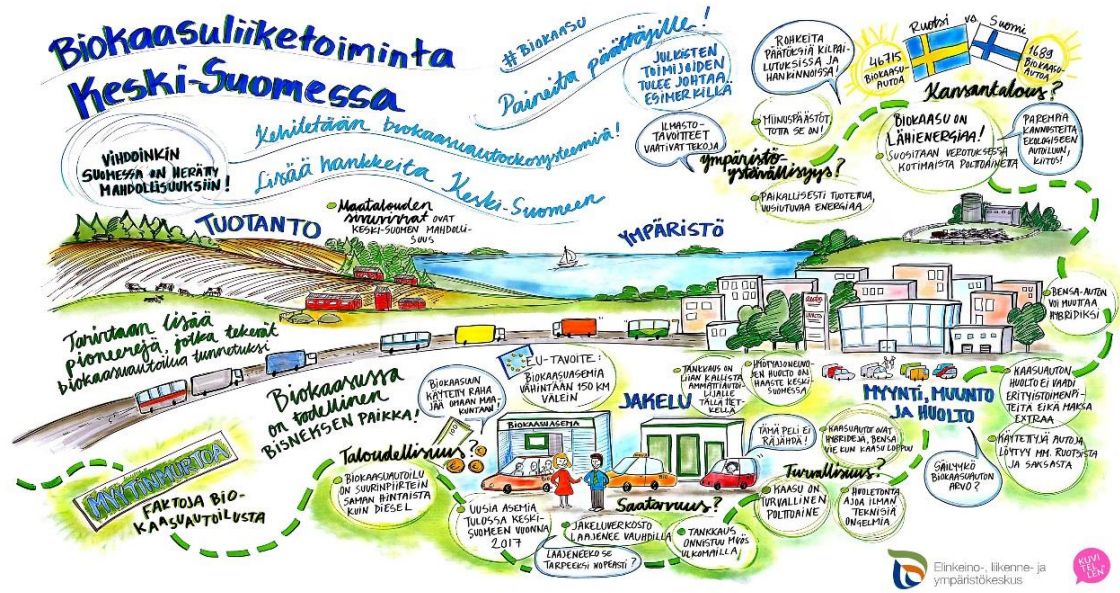 Biokaasuliiketoiminta
Keski-Suomessa
#BIOKAASU
Paineita päättäjille!
JULKISTEN
TOIMIJOIDEN
TULEE JOHTAA
ESIMERKILLÄ
ROHKEITA
PÄÄTÖKSIÄ KILPAI-
LUTUKSISSA JA
HANKINNOISSA!
Ruotsi vs. Suomi
46715
BIOKAASU-
AUTOA
1689
BIOKAASU-
AUTOA
Kansantalous?
BIOKAASU ON
LÄHIENERGIAA!
SUOSITAAN VEROTUKSESSA
KOTIMAISTA POLTTOAINETTA
PAREMPIA
KANNUSTEITA
EKOLOGISEEN
AUTOILUUN,
KIITOS!
VIHDOINKIN
SUOMESSA ON HERÄTTY
MAHDOLLISUUKSIIN!
Kehitetään biokaasuautoekosysteemiä!
Lisää hankkeita Keski-Suomeen
ILMASTO-
TAVOITTEET
VAATIVAT TEKOJA
MIINUSPÄÄSTÖT,
TOTTA SE ON!
ympäristö-
ystävällisyys?
PAIKALLISESTI TUOTETTUA,
UUSIUTUVAA ENERGIAA.
TUOTANTO
Maatalouden
sivuvirrat OVAT
KESKI-SUOMEN MAHDOLLI-
SUUS
YMPÄRISTÖ
BENSA-AUTON
VOI MUUTTAA
HYBRIDIKSI
Tarvitaan lisää
pioneerejä, jotka tekevät
biokaasuautoilua tunnetuksi
Biokaasussa
on todellinen
bisneksen paikka!
BIOKAASUUN
KÄYTETTY RAHA
JÄÄ OMAAN MAA-
KUNTAAN!
EU-TAVOITE:
BIOKAASUASEMIA
VÄHINTÄÄN 150 KM
VÄLEIN
JAKELU
TANKKAUS ON
LIIAN KALLISTA
AMMATTIAUTOI-
LIJALLE
TÄLLÄ HET-
KELLÄ
HYÖTYAJONEUVO-
JEN HUOLTO ON
HAASTE KESKI-
SUOMESSA
MYYNTI, MUUNTO
JA HUOLTO
KAASUAUTON
HUOLTO EI VAADI
ERITYISTOIMENPI-
TEITÄ EIKÄ MAKSA
EXTRAA
KÄYTETTYJÄ AUTOJA
LÖYTYY MM. RUOTSISTA
JA SAKSASTA
SÄILYYKÖ
BIOKAASUAUTON
ARVO?
MYYTINMURTOA
FAKTOJA BIO-
KAASUAUTOILUSTA
Taloudellisuus?
BIOKAASUAUTOILU
ON SUURINPIIRTEIN
SAMAN HINTAISTA
KUIN DIESEL
BIOKAASUASEMA
TÄMÄ PELI EI
RÄJÄHDÄ!
KAASUAUTOT OVAT
HYBRIDEJÄ, BENSA
VIE KUN KAASU LOPPUU
Turvallisuus?
KAASU ON
TURVALLINEN
POLTTOAINE
HUOLETONTA
AJOA ILMAN
TEKNISIÄ
ONGELMIA
Saatavuus?
UUSIA ASEMIA
TULOSSA KESKI-
SUOMEEN VUONNA
2017
JAKELUVERKOSTO
LAAJENEE VAUHDILLA
LAAJENEEKO SE
TARPEEKSI NOPEASTI?
TANKKAUS
ONNISTUU MYÖS
ULKOMAILLA
Elinkeino-, liikenne- ja
ympäristökeskus
KUVI
TEL
LEN